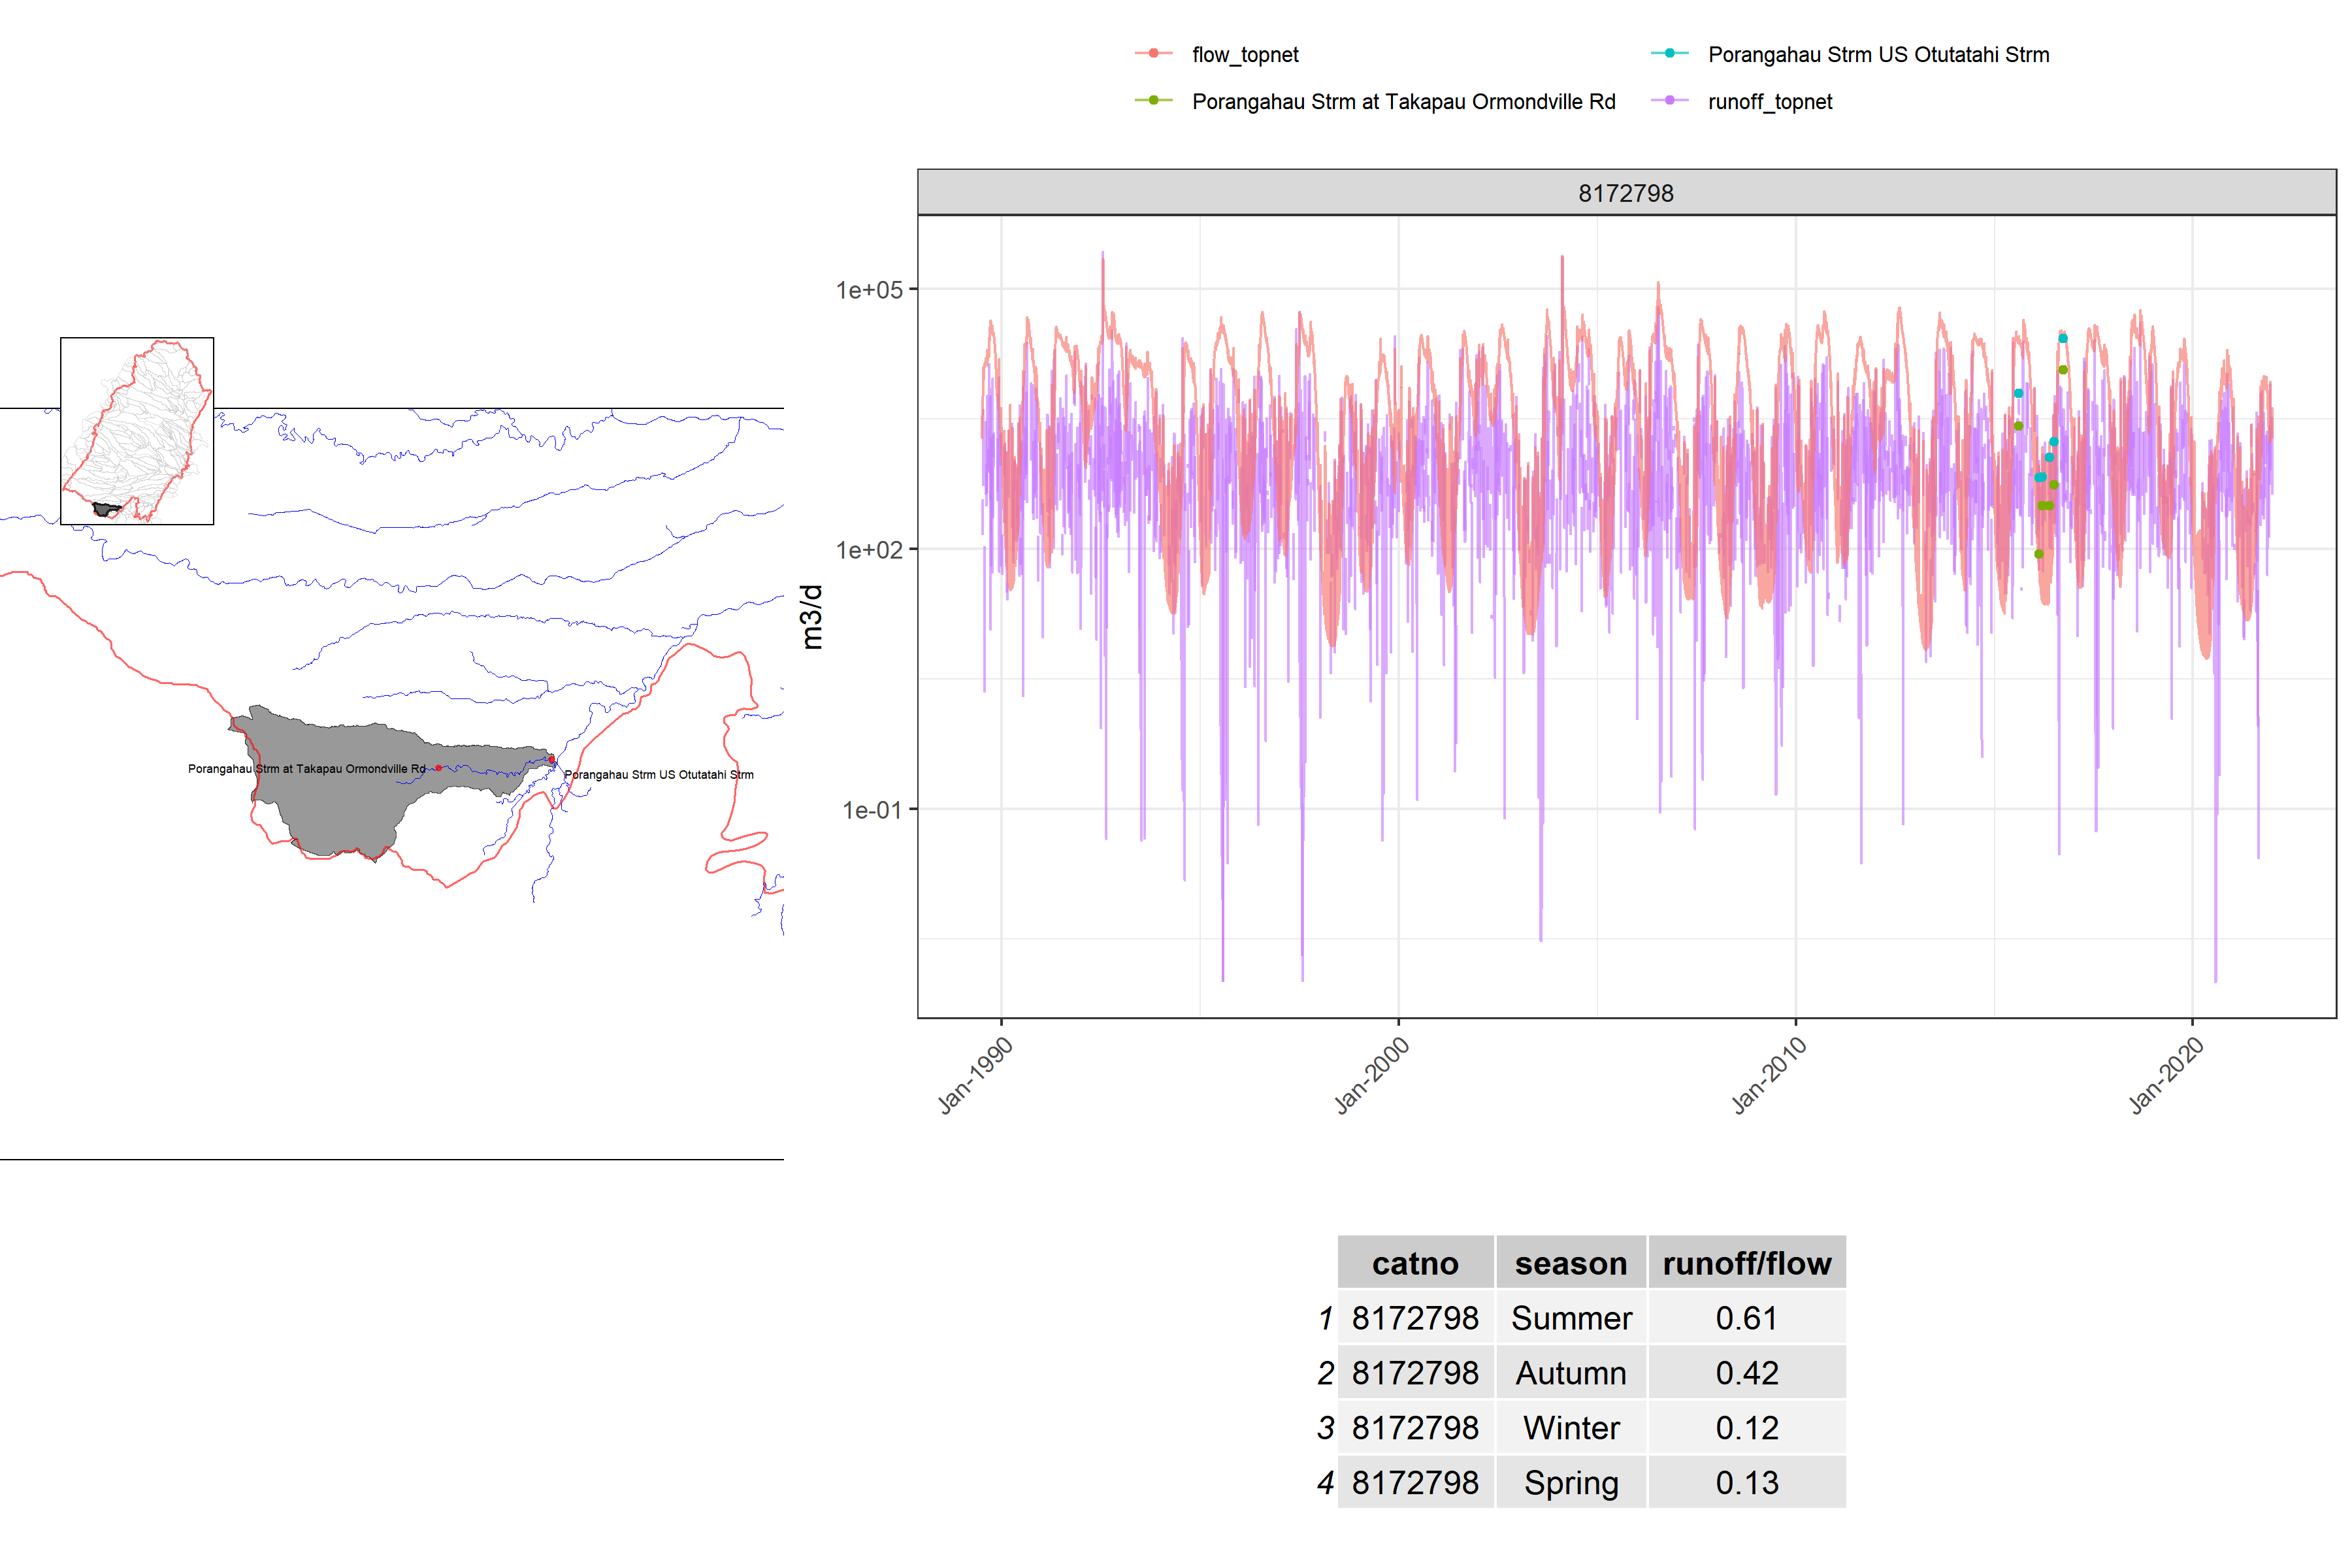 flow_topnet
Porangahau Strm US Otutatahi Strm
Porangahau Strm at Takapau Ormondville Rd
runoff_topnet
8172798
1e+05
1e+02
1e-01
m3/d
Jan-1990
Jan-2000
Jan-2010
Jan-2020
Porangahau Strm at Takapau Ormondville Rd
Porangahau Strm US Otutatahi Strm
catno season runoff/flow
1 8172798 Summer 0.61
2 8172798 Autumn 0.42
3 8172798 Winter 0.12
4 8172798 Spring 0.13